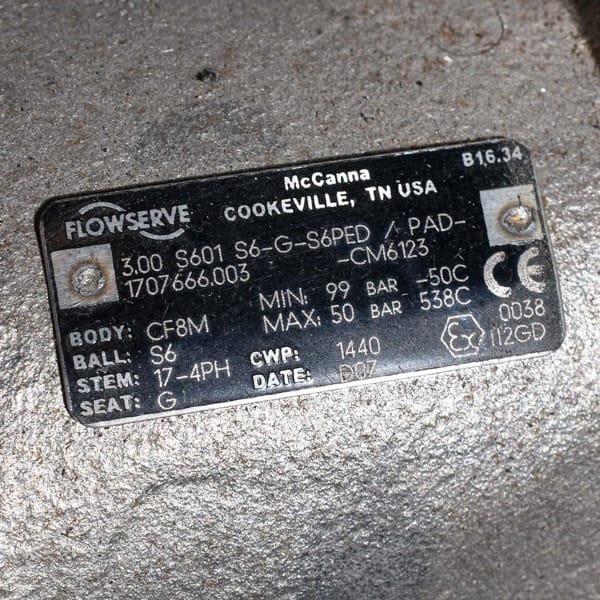 McCanna B16.34
FLOWSERVE COOKEVILLE, TN USA
3.00 S601 S6-G-S6PED / PAD-
1707666.003 -CM6123
MIN: 99 BAR -50C
BODY: CF8M MAX: 50 BAR 538C
CE 0038
BALL: S6 CWP: 1440 Ex II2GD
STEM: 17-4PH DATE: D07
SEAT: G